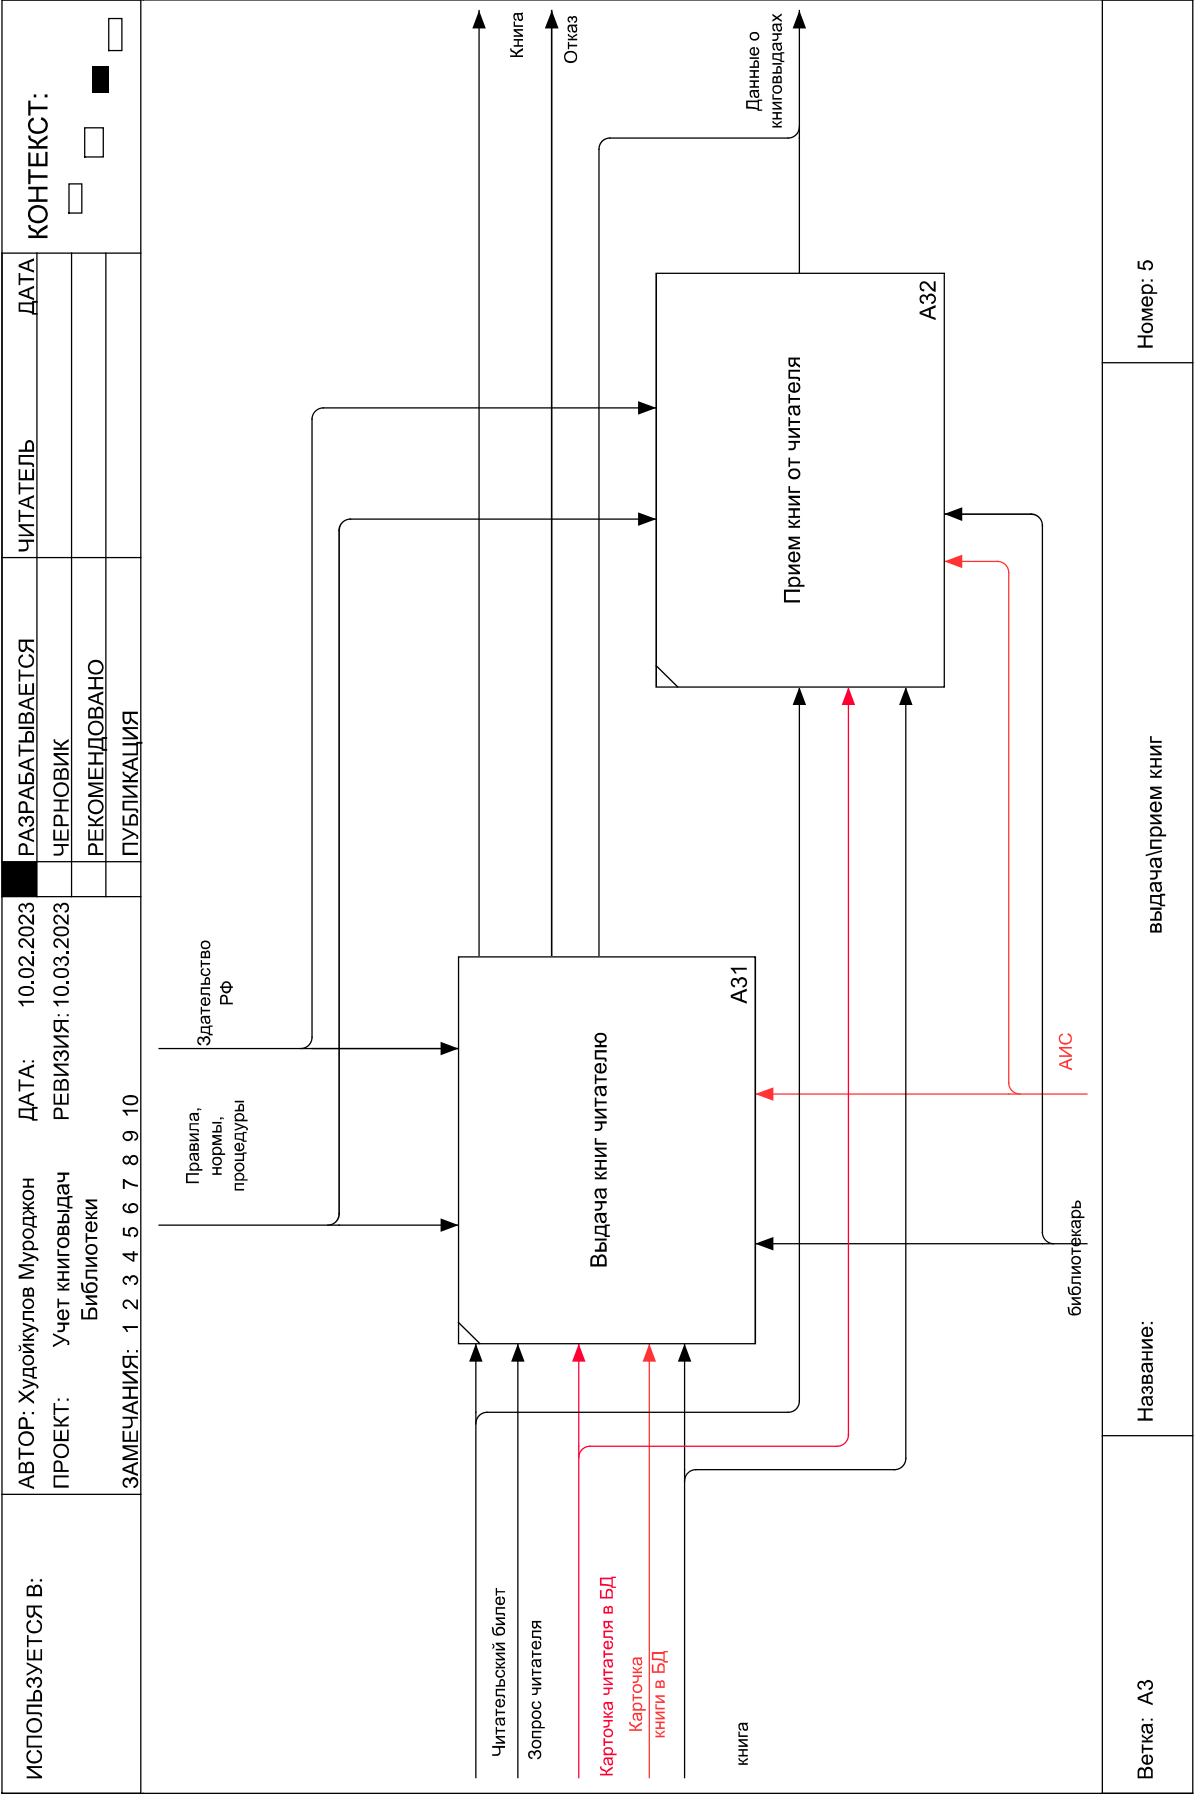 ИСПОЛЬЗУЕТСЯ В:
АВТОР: Худойкулов Муроджон
ДАТА: 10.02.2023
ПРОЕКТ: Учет книговыдач
Библиотеки
РЕВИЗИЯ: 10.03.2023
ЗАМЕЧАНИЯ: 1 2 3 4 5 6 7 8 9 10
РАЗРАБАТЫВАЕТСЯ
ЧЕРНОВИК
РЕКОМЕНДОВАНО
ПУБЛИКАЦИЯ
ЧИТАТЕЛЬ
ДАТА
КОНТЕКСТ:
Правила,
нормы,
процедуры
Здательство
РФ
Книга
Отказ
Данные о
книговыдачах
Читательский билет
Зопрос читателя
Карточка читателя в БД
Карточка
книги в БД
книга
Выдача книг читателю
А31
Прием книг от читателя
А32
библиотекарь
АИС
Ветка: А3
Название:
выдача\прием книг
Номер: 5